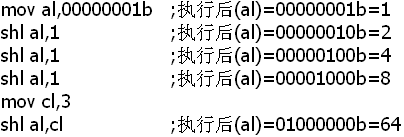 mov al,00000001b ;执行后(al)=00000001b=1
shl al,1 ;执行后(al)=00000010b=2
shl al,1 ;执行后(al)=00000100b=4
shl al,1 ;执行后(al)=00001000b=8
mov cl,3
shl al,cl ;执行后(al)=01000000b=64